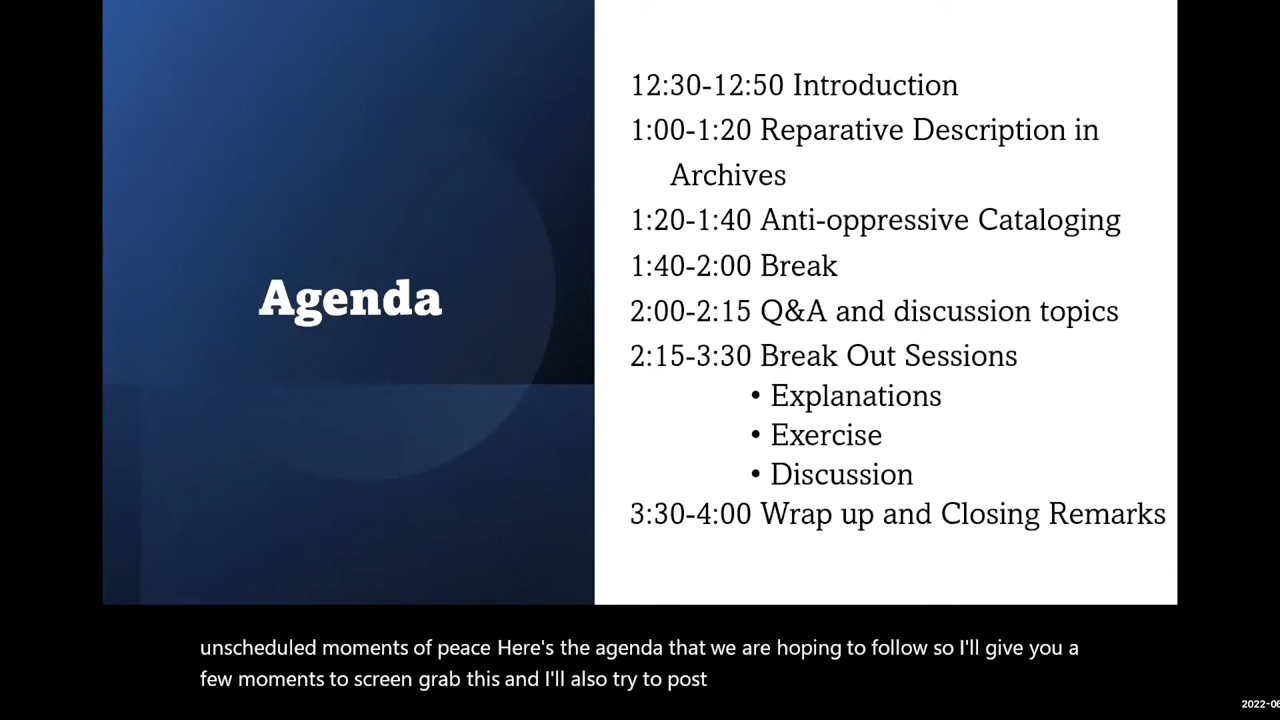 Agenda
12:30-12:50 Introduction
1:00-1:20 Reparative Description in
Archives
1:20-1:40 Anti-oppressive Cataloging
1:40-2:00 Break
2:00-2:15 Q&A and discussion topics
2:15-3:30 Break Out Sessions
• Explanations
• Exercise
• Discussion
3:30-4:00 Wrap up and Closing Remarks
unscheduled moments of peace Here's the agenda that we are hoping to follow so I'll give you a
few moments to screen grab this and I'll also try to post